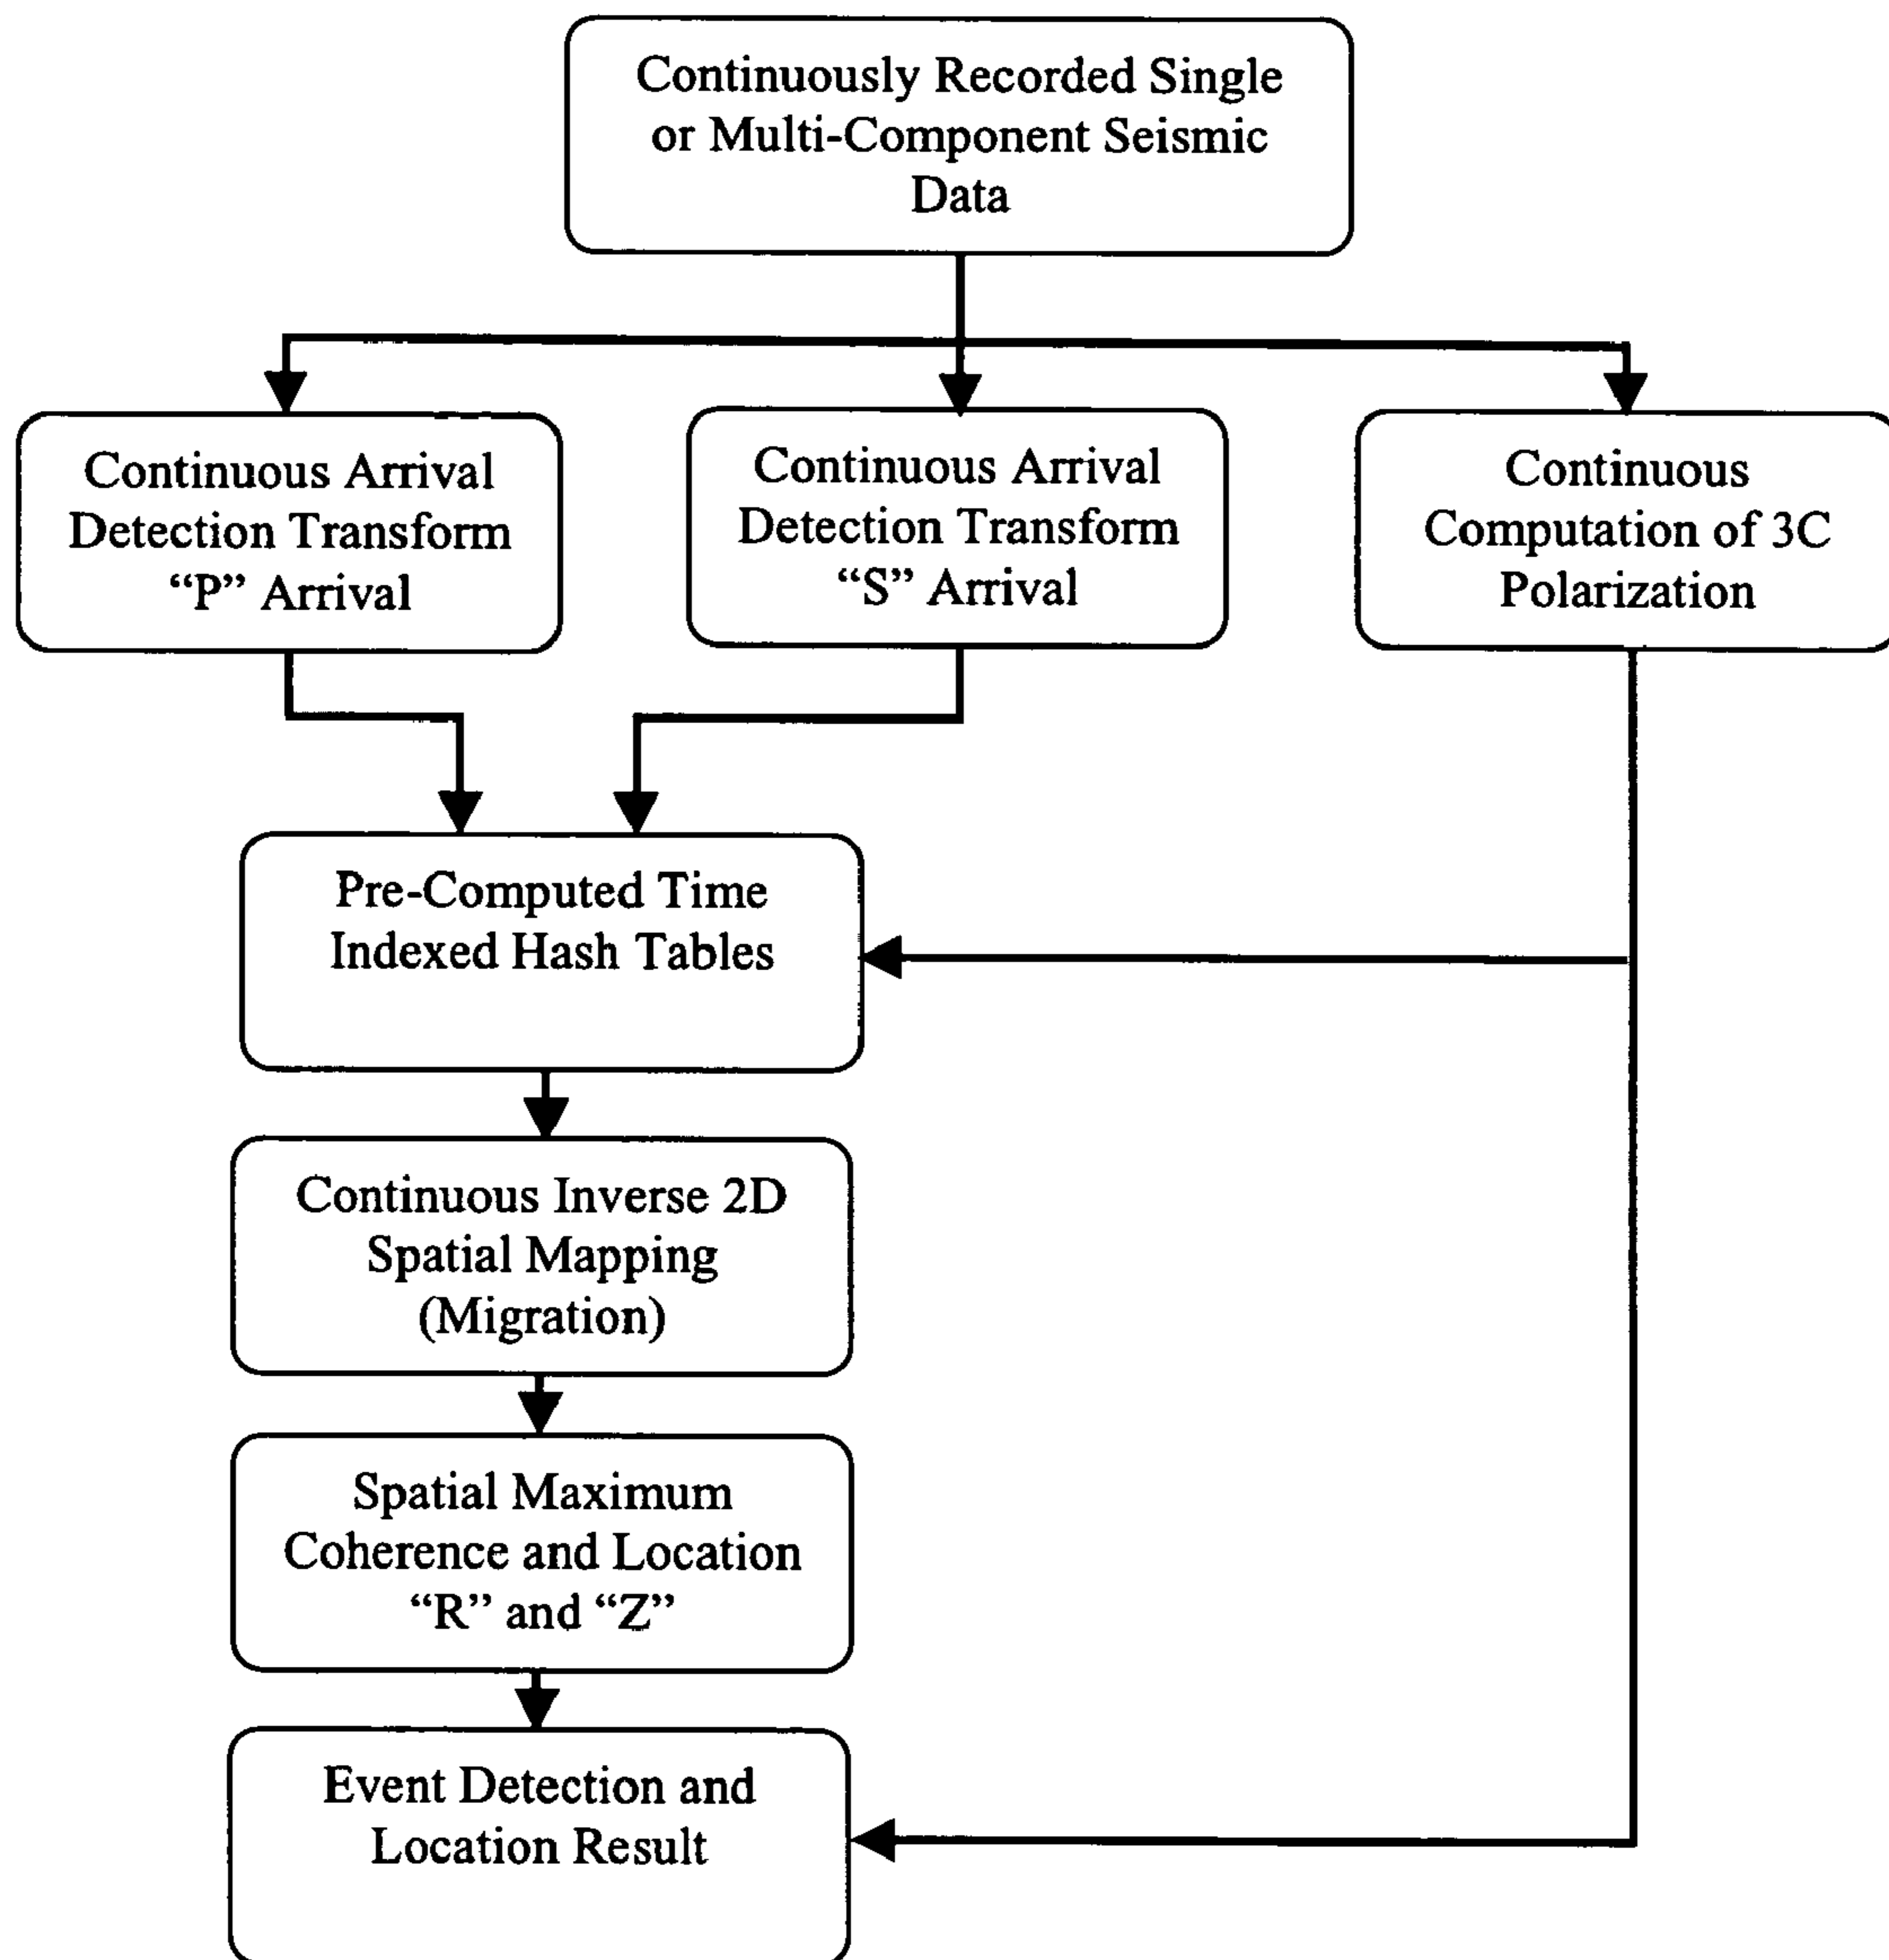 Continuously Recorded Single
or Multi-Component Seismic
Data
Continuous Arrival
Detection Transform
“P” Arrival
Continuous Arrival
Detection Transform
“S” Arrival
Continuous
Computation of 3C
Polarization
Pre-Computed Time
Indexed Hash Tables
Continuous Inverse 2D
Spatial Mapping
(Migration)
Spatial Maximum
Coherence and Location
“R” and “Z”
Event Detection and
Location Result